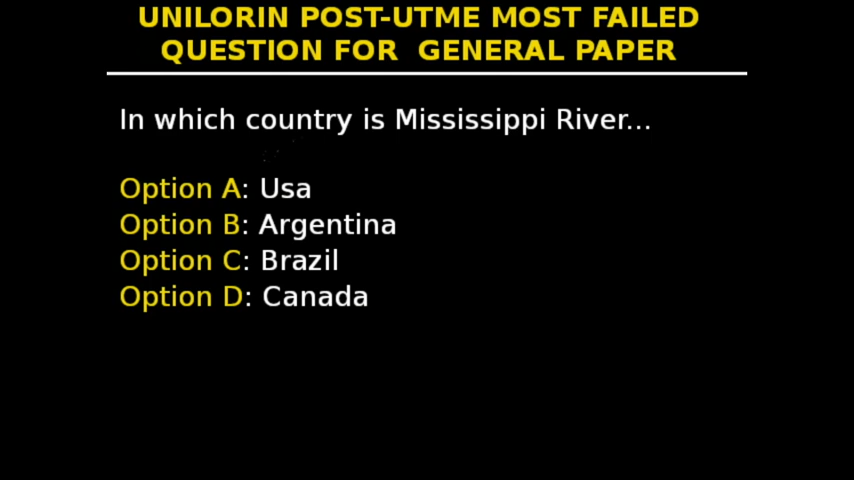 UNILORIN POST-UTME MOST FAILED
QUESTION FOR GENERAL PAPER
In which country is Mississippi River...
Option A: Usa
Option B: Argentina
Option C: Brazil
Option D: Canada